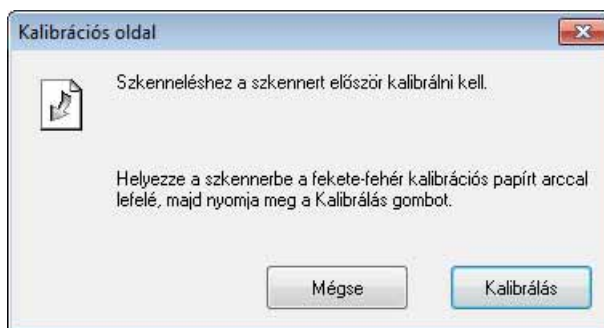 Kalibrációs oldal
Szkenneléshez a szkennert először kalibrálni kell.
Helyezze a szkennerbe a fekete-fehér kalibrációs papírt arccal
lefelé, majd nyomja meg a Kalibrálás gombot.
Mégse
Kalibrálás